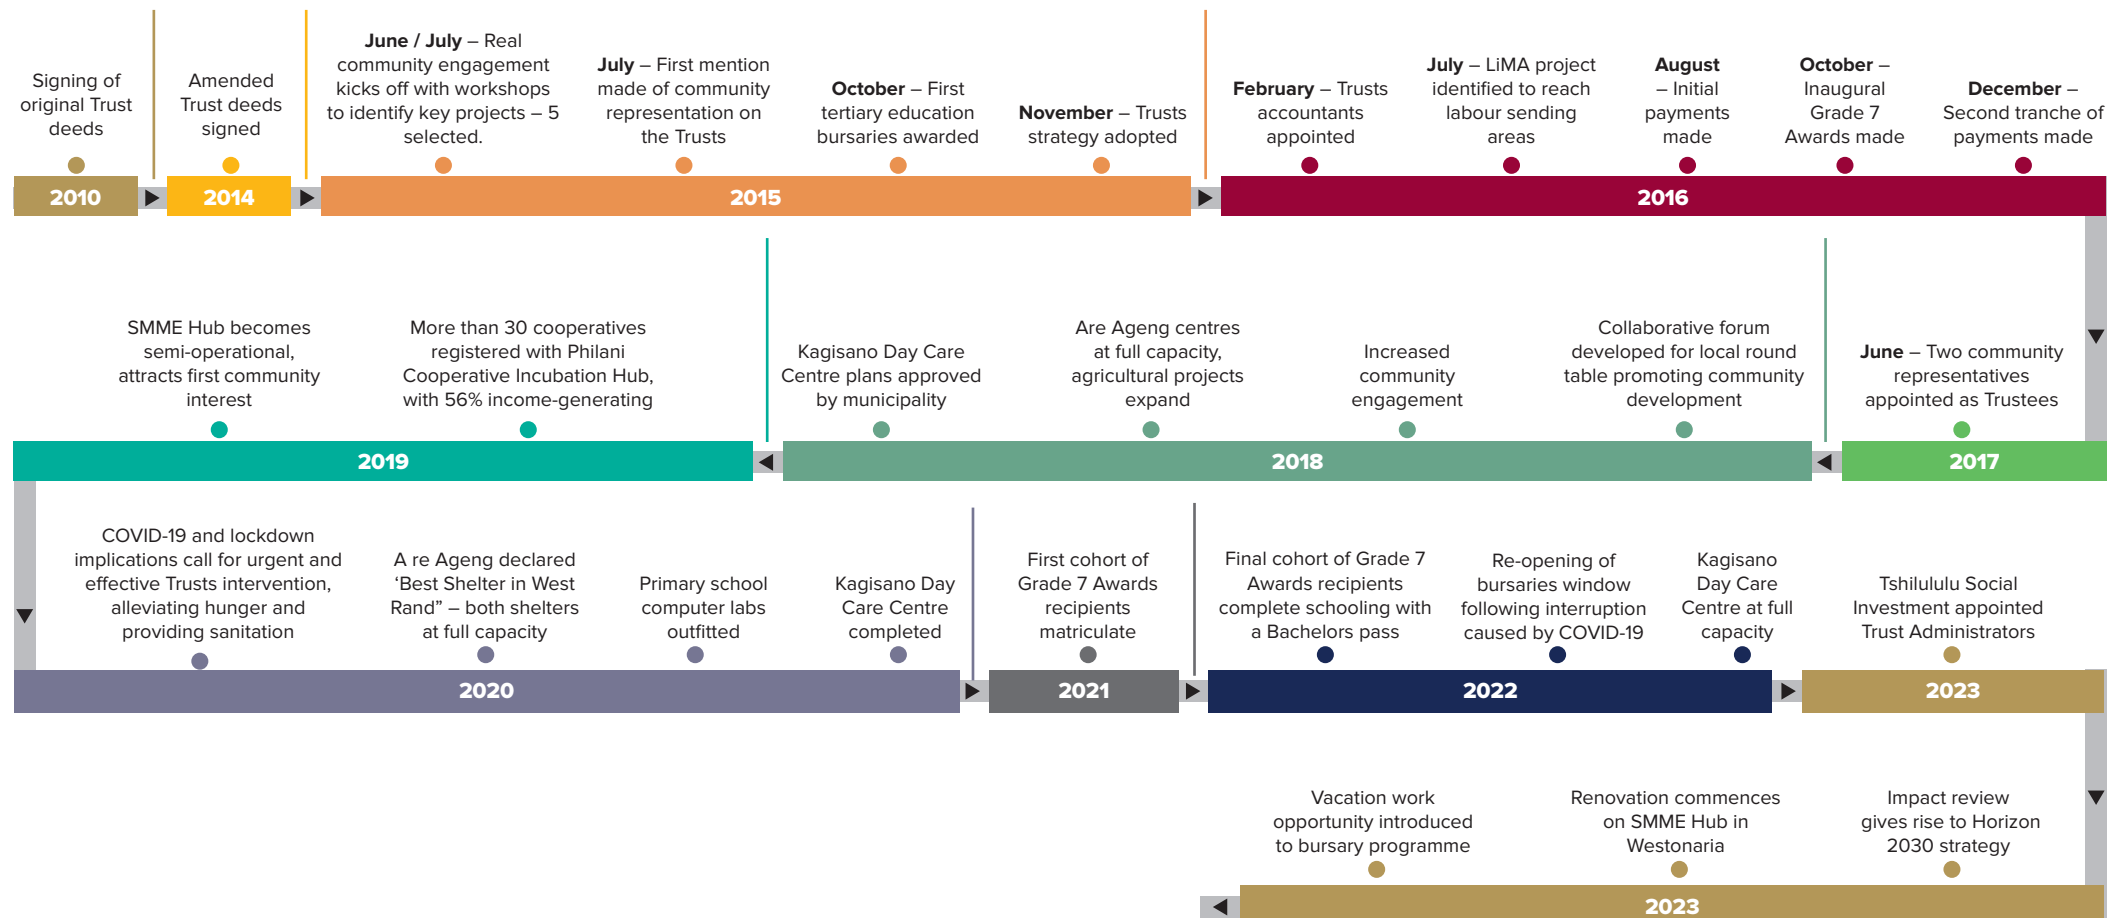 Signing of
original Trust
deeds
2010
Amended
Trust deeds
signed
2014
June / July – Real
community engagement
kicks off with workshops
to identify key projects – 5
selected.
July – First mention
made of community
representation on
the Trusts
October – First
tertiary education
bursaries awarded
November – Trusts
strategy adopted
2015
February – Trusts
accountants
appointed
July – LiMA project
identified to reach
labour sending
areas
August
– Initial
payments
made
October –
Inaugural
Grade 7
Awards made
December –
Second tranche of
payments made
2016
June – Two community
representatives
appointed as Trustees
2017
Collaborative forum
developed for local round
table promoting community
development
Increased
community
engagement
Are Ageng centres
at full capacity,
agricultural projects
expand
Kagisano Day Care
Centre plans approved
by municipality
2018
More than 30 cooperatives
registered with Philani
Cooperative Incubation Hub,
with 56% income-generating
SMME Hub becomes
semi-operational,
attracts first community
interest
2019
COVID-19 and lockdown
implications call for urgent and
effective Trusts intervention,
alleviating hunger and
providing sanitation
A re Ageng declared
‘Best Shelter in West
Rand” – both shelters
at full capacity
Primary school
computer labs
outfitted
Kagisano Day
Care Centre
completed
2020
First cohort of
Grade 7 Awards
recipients
matriculate
2021
Final cohort of Grade 7
Awards recipients
complete schooling with
a Bachelors pass
Re-opening of
bursaries window
following interruption
caused by COVID-19
Kagisano
Day Care
Centre at full
capacity
2022
Tshilululu Social
Investment appointed
Trust Administrators
2023
Impact review
gives rise to Horizon
2030 strategy
Renovation commences
on SMME Hub in
Westonaria
Vacation work
opportunity introduced
to bursary programme
2023